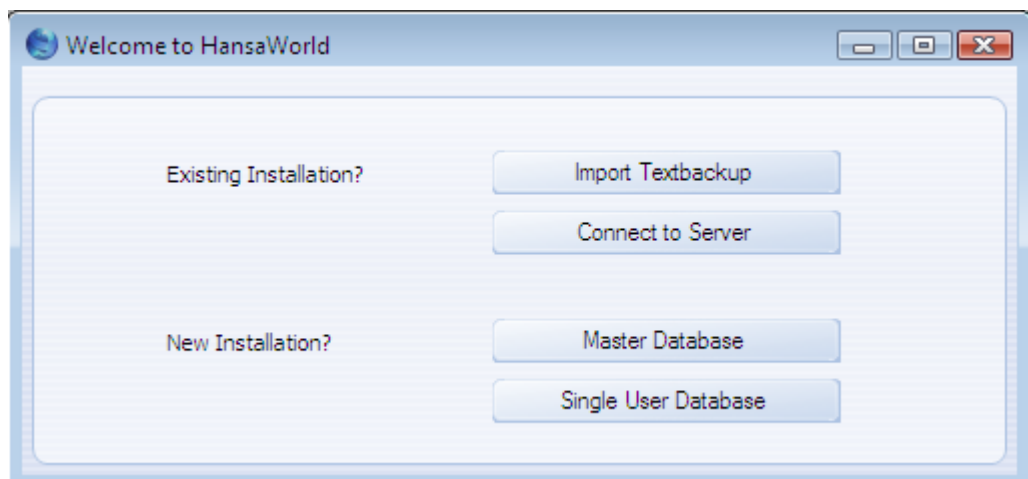 Welcome to HansaWorld
Existing Installation?
Import Textbackup
Connect to Server
New Installation?
Master Database
Single User Database